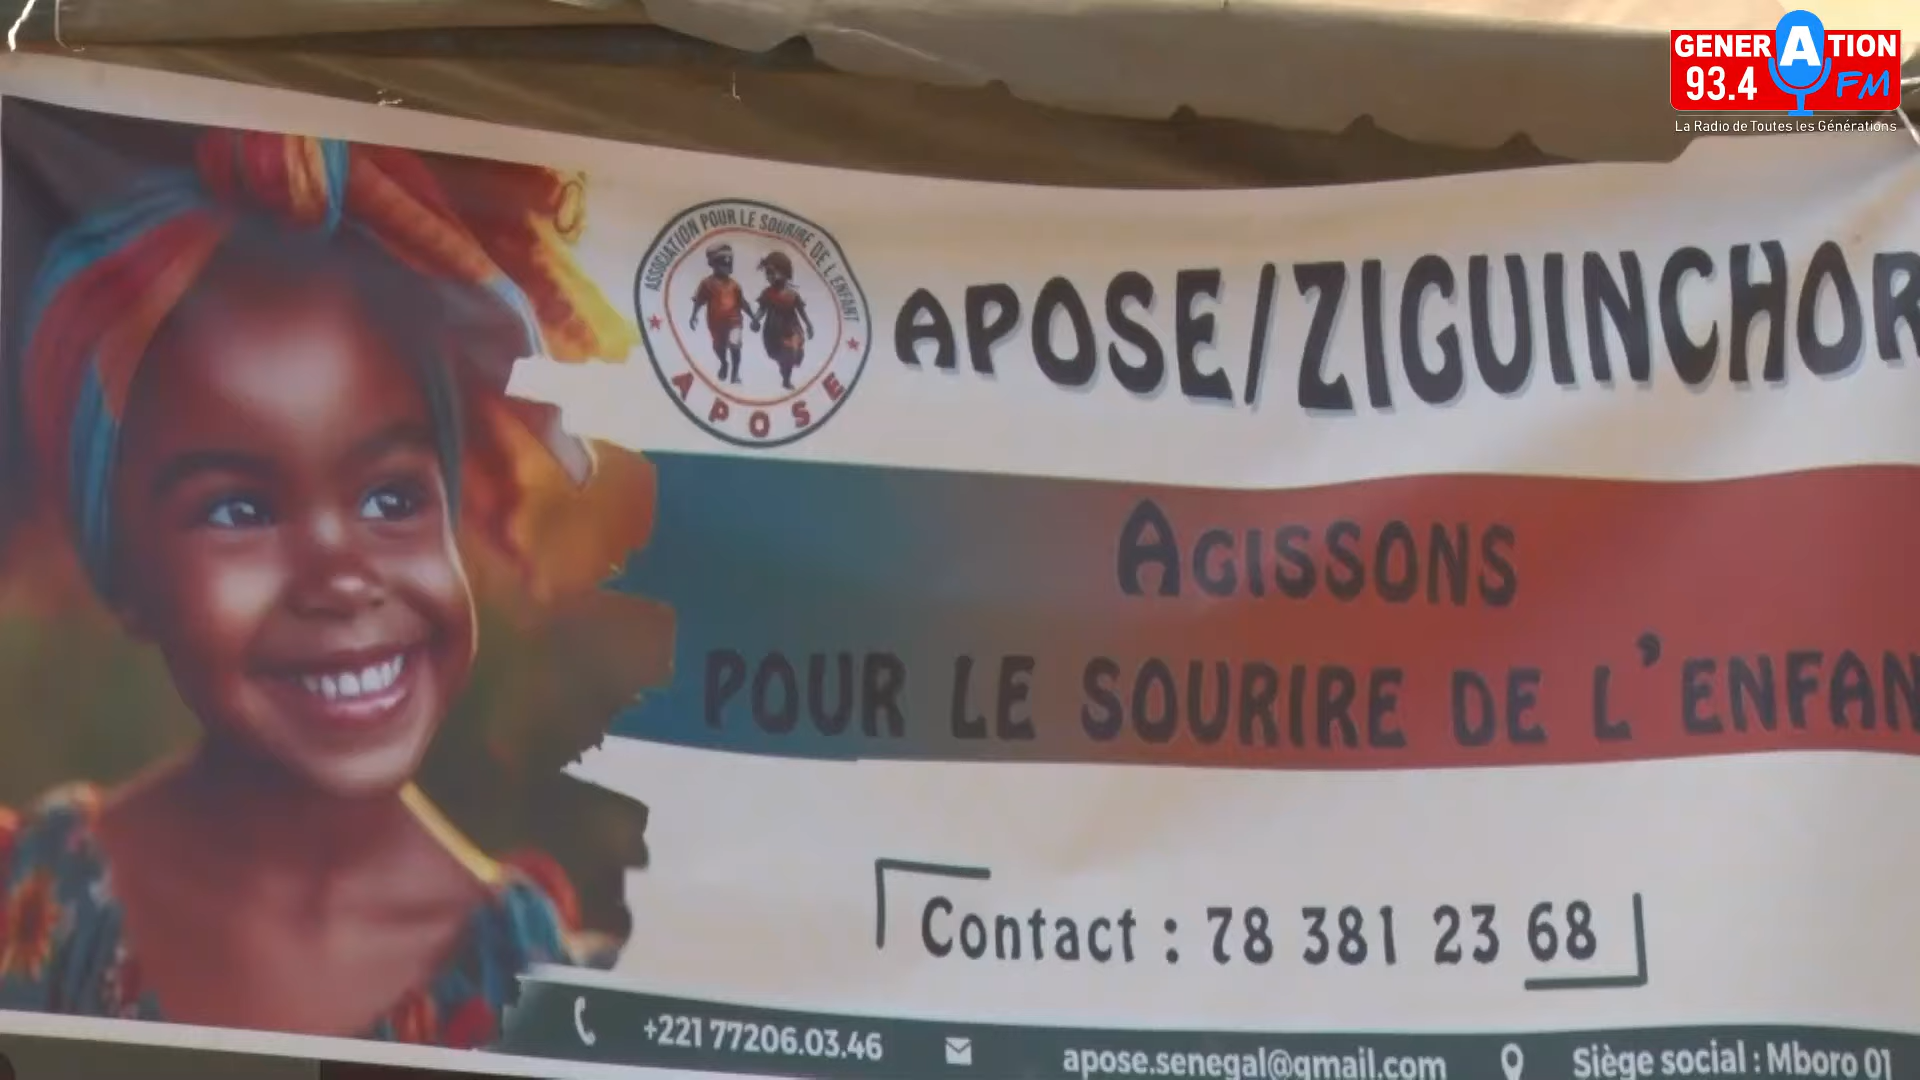 GENERATION
93.4 FM
La Radio de Toutes les Générations
ASSOCIATION POUR LE SOURIRE DE L'ENFANT
APOSE
APOSE/ZIGUINCHOR
AGISSONS
POUR LE SOURIRE DE L'ENFAN
Contact : 78 381 23 68
+221 77206.03.46
apose.senegal@gmail.com
Siège social : Mboro 01